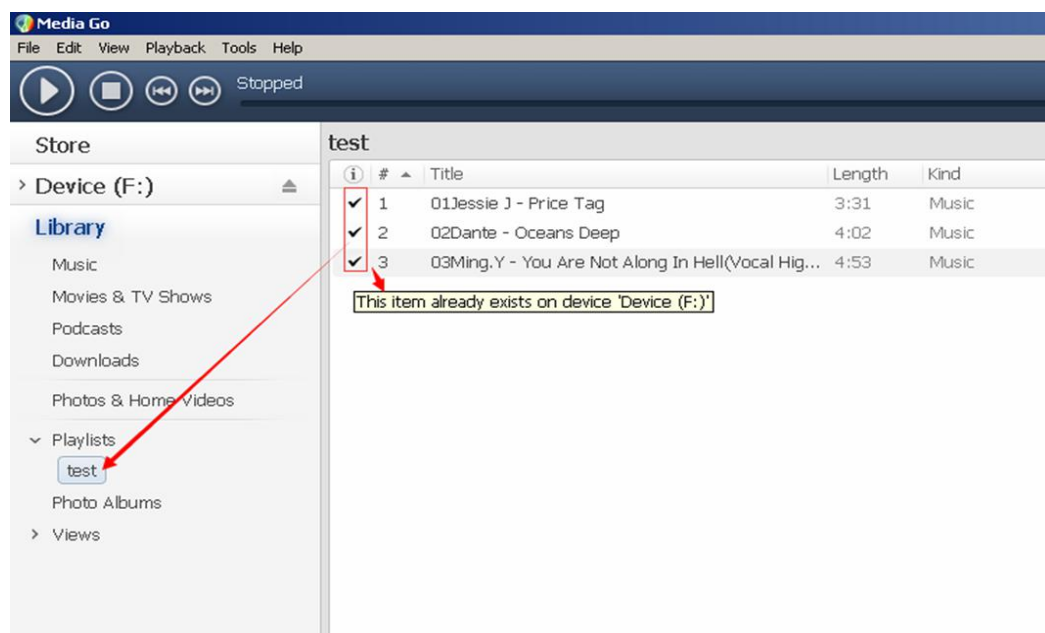 Media Go
File Edit View Playback Tools Help
Stopped
Store
Device (F:)
Library
Music
Movies & TV Shows
Podcasts
Downloads
Photos & Home Videos
Playlists
test
Photo Albums
Views
test
# Title Length Kind
1 01Jessie J - Price Tag 3:31 Music
2 02Dante - Oceans Deep 4:02 Music
3 03Ming.Y - You Are Not Along In Hell(Vocal Hig... 4:53 Music
This item already exists on device 'Device (F:)'